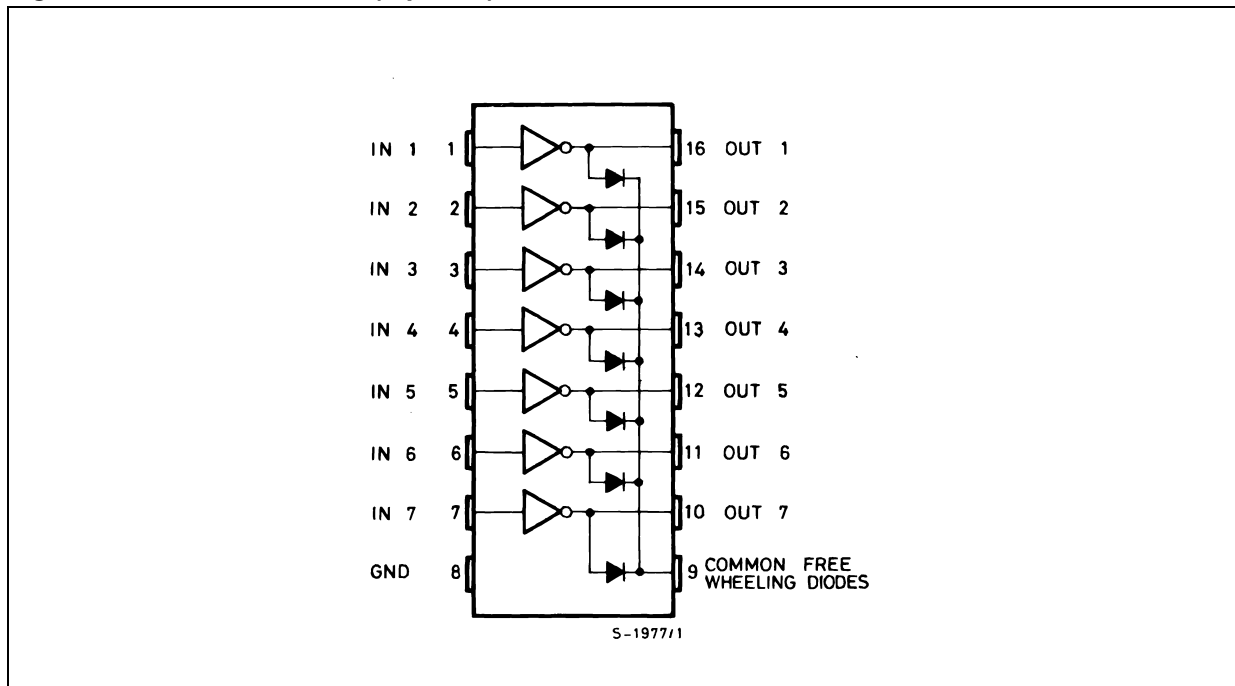 IN 1 1 16 OUT 1
IN 2 2 15 OUT 2
IN 3 3 14 OUT 3
IN 4 4 13 OUT 4
IN 5 5 12 OUT 5
IN 6 6 11 OUT 6
IN 7 7 10 OUT 7
GND 8 9 COMMON FREE
WHEELING DIODES
S-1977/1